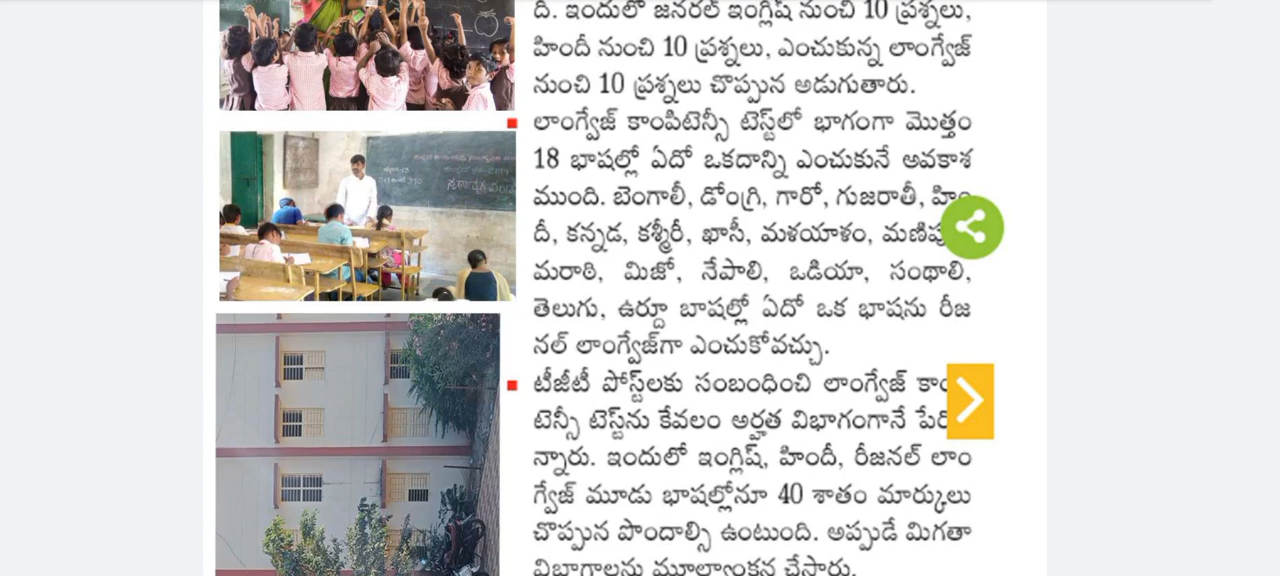 ది. ఇందులో జనరల్ ఇంగ్లిష్ నుంచి 10 ప్రశ్నలు,
హిందీ నుంచి 10 ప్రశ్నలు, ఎంచుకున్న లాంగ్వేజ్
నుంచి 10 ప్రశ్నలు చొప్పున అడుగుతారు.
లాంగ్వేజ్ కాంపిటెన్సీ టెస్ట్‌లో భాగంగా మొత్తం
18 భాషల్లో ఏదో ఒకదాన్ని ఎంచుకునే అవకాశ
ముంది. బెంగాలీ, డోంగ్రి, గారో, గుజరాతీ, హిం
దీ, కన్నడ, కశ్మీరీ, ఖాసీ, మళయాళం,
మరాఠి, మిజో, నేపాలి, ఒడియా, సంథాలి,
తెలుగు, ఉర్దూ బాషల్లో ఏదో ఒక భాషను రీజ
నల్ లాంగ్వేజ్‌గా ఎంచుకోవచ్చు.
టీజీటీ పోస్ట్‌లకు సంబంధించి లాంగ్వేజ్
టెన్సీ టెస్ట్‌ను కేవలం అర్హత విభాగంగానే
న్నారు. ఇందులో ఇంగ్లిష్, హిందీ, రీజనల్ లాం
గ్వేజ్ మూడు భాషల్లోనూ 40 శాతం మార్కులు
చొప్పున పొందాల్సి ఉంటుంది. అప్పుడే మిగతా
విభాగాలను మూల్యాంకన చేస్తారు.